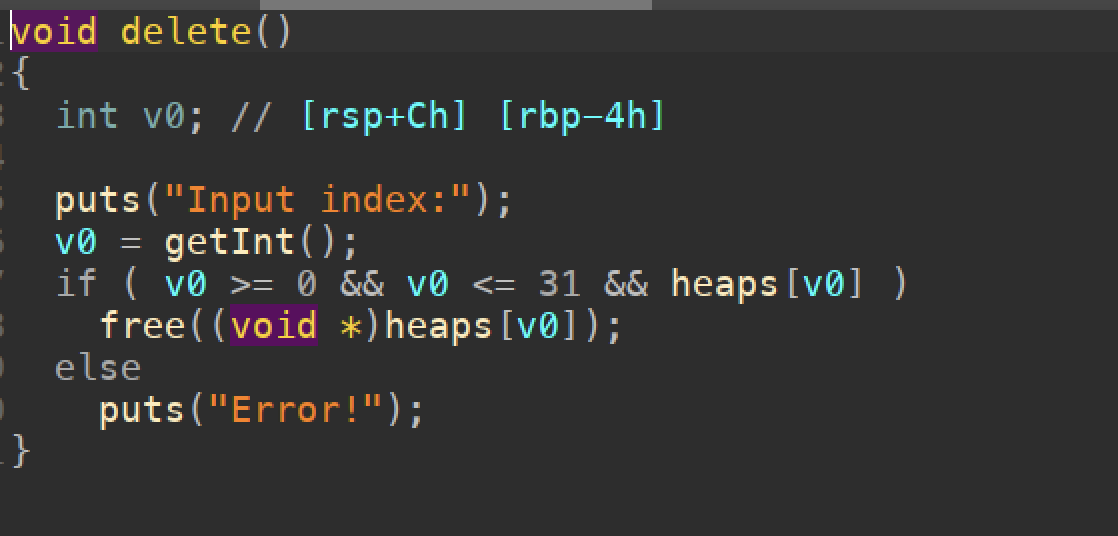 void delete()
{
  int v0; // [rsp+Ch] [rbp-4h]

  puts("Input index:");
  v0 = getInt();
  if ( v0 >= 0 && v0 <= 31 && heaps[v0] )
    free((void *)heaps[v0]);
  else
    puts("Error!");
}